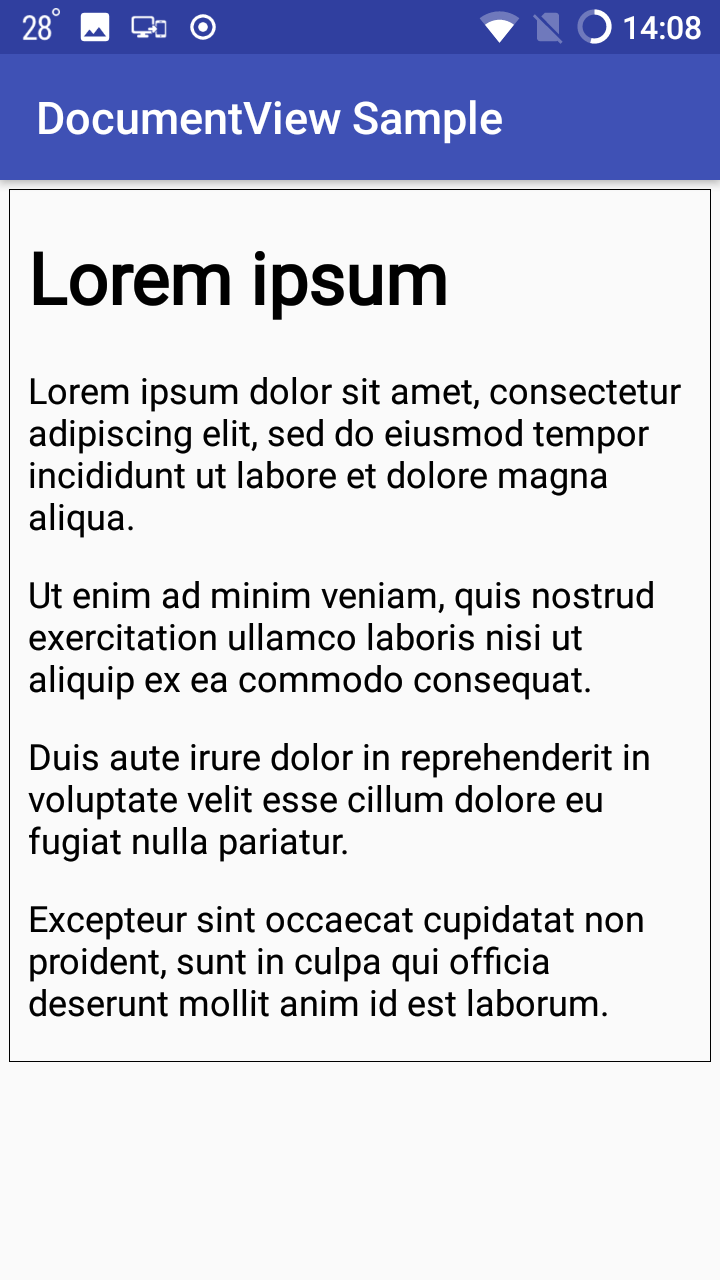 28° 14:08
DocumentView Sample
Lorem ipsum
Lorem ipsum dolor sit amet, consectetur
adipiscing elit, sed do eiusmod tempor
incididunt ut labore et dolore magna
aliqua.
Ut enim ad minim veniam, quis nostrud
exercitation ullamco laboris nisi ut
aliquip ex ea commodo consequat.
Duis aute irure dolor in reprehenderit in
voluptate velit esse cillum dolore eu
fugiat nulla pariatur.
Excepteur sint occaecat cupidatat non
proident, sunt in culpa qui officia
deserunt mollit anim id est laborum.